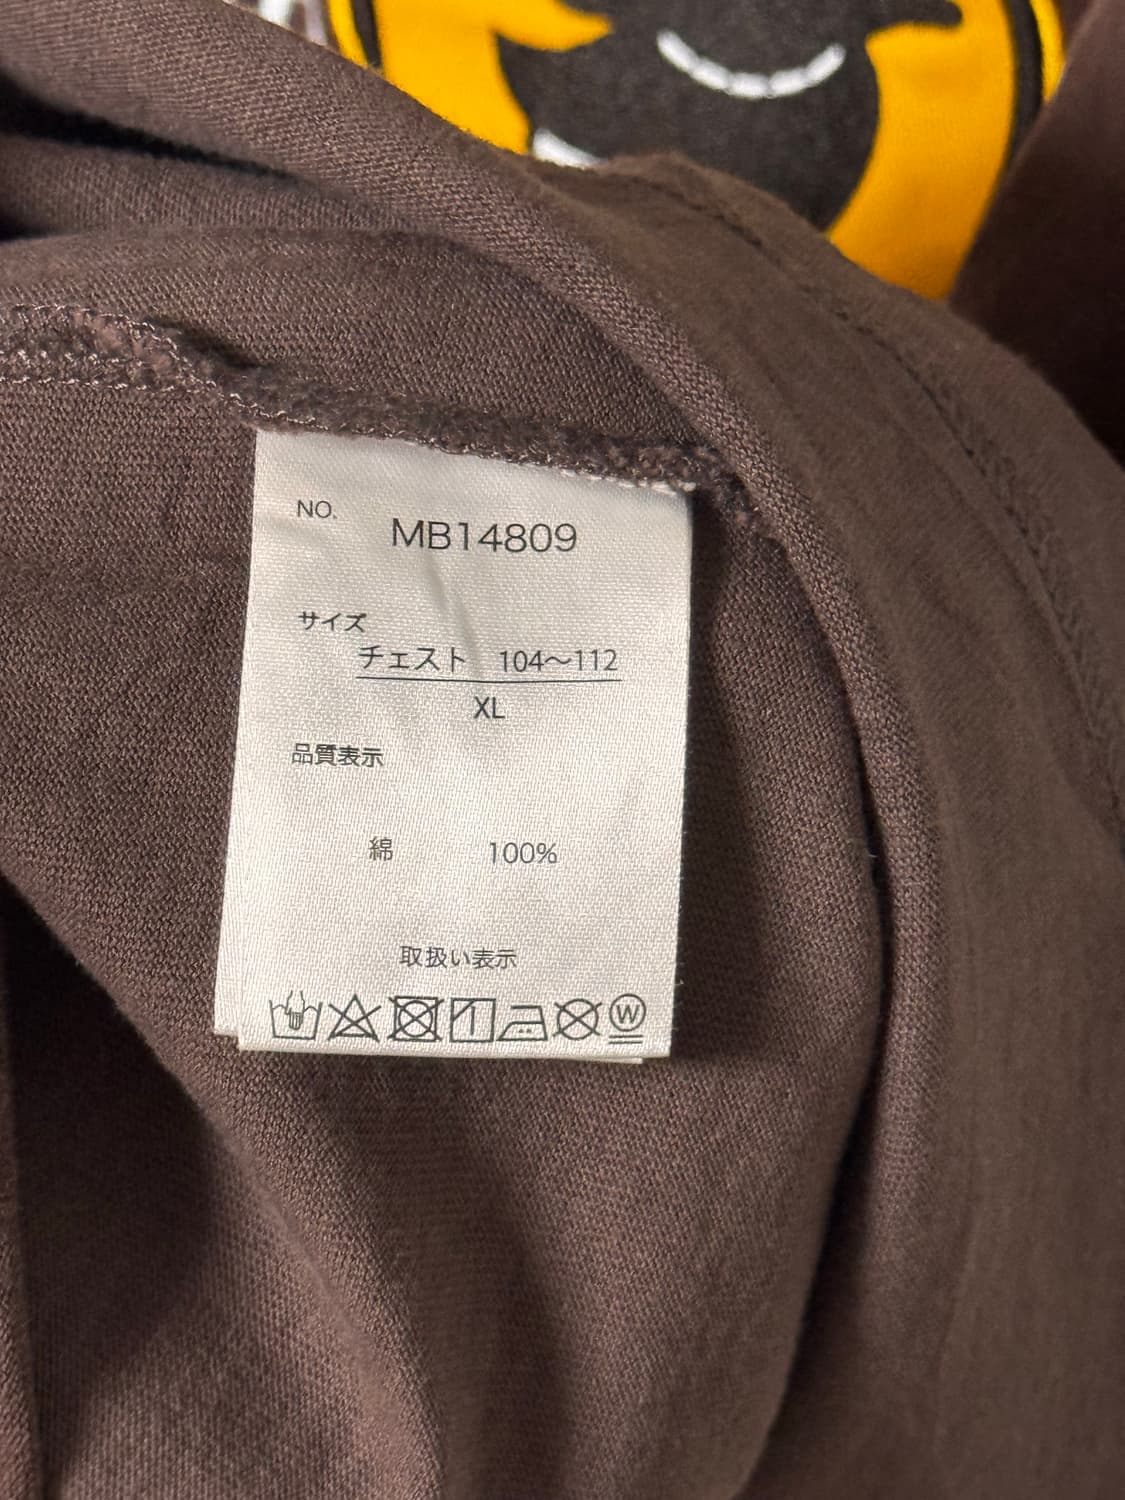 NO.
MB14809
サイズ
チェスト 104～112
XL
品質表示
綿 100%
取扱い表示
W